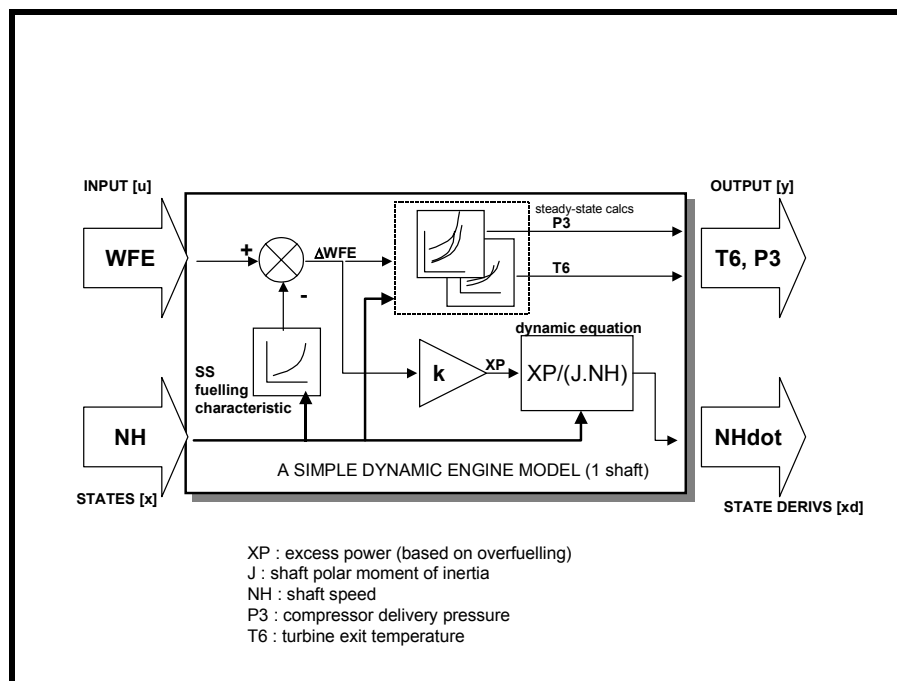 INPUT [u]
OUTPUT [y]
steady-state calcs
P3
WFE
+
ΔWFE
T6, P3
T6
-
dynamic equation
SS
fuelling
characteristic
k
XP
XP/(J.NH)
NH
NHdot
A SIMPLE DYNAMIC ENGINE MODEL (1 shaft)
STATES [x]
STATE DERIVS [xd]
XP : excess power (based on overfuelling)
J : shaft polar moment of inertia
NH : shaft speed
P3 : compressor delivery pressure
T6 : turbine exit temperature